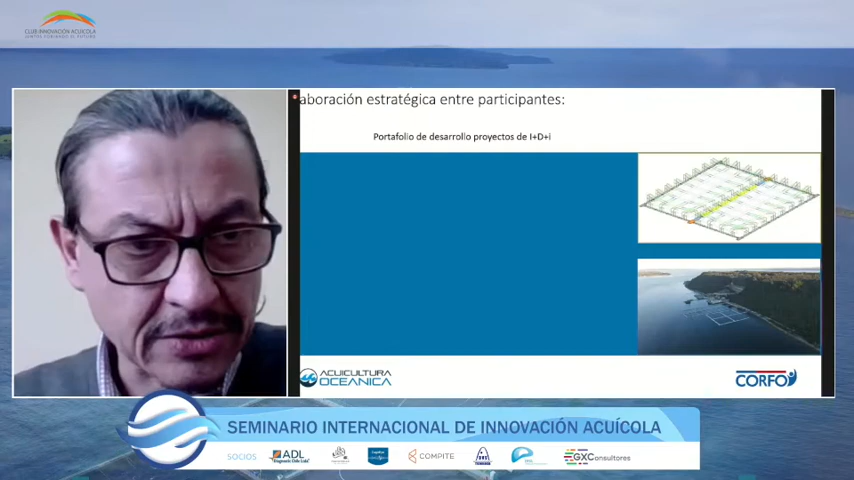 CLUB INNOVACIÓN ACUÍCOLA
aboración estratégica entre participantes:
Portafolio de desarrollo proyectos de I+D+i
ACUICULTURA
OCEANICA
CORFO
SEMINARIO INTERNACIONAL DE INNOVACIÓN ACUÍCOLA
SOCIOS
ADL
COMPITE
GXConsultores